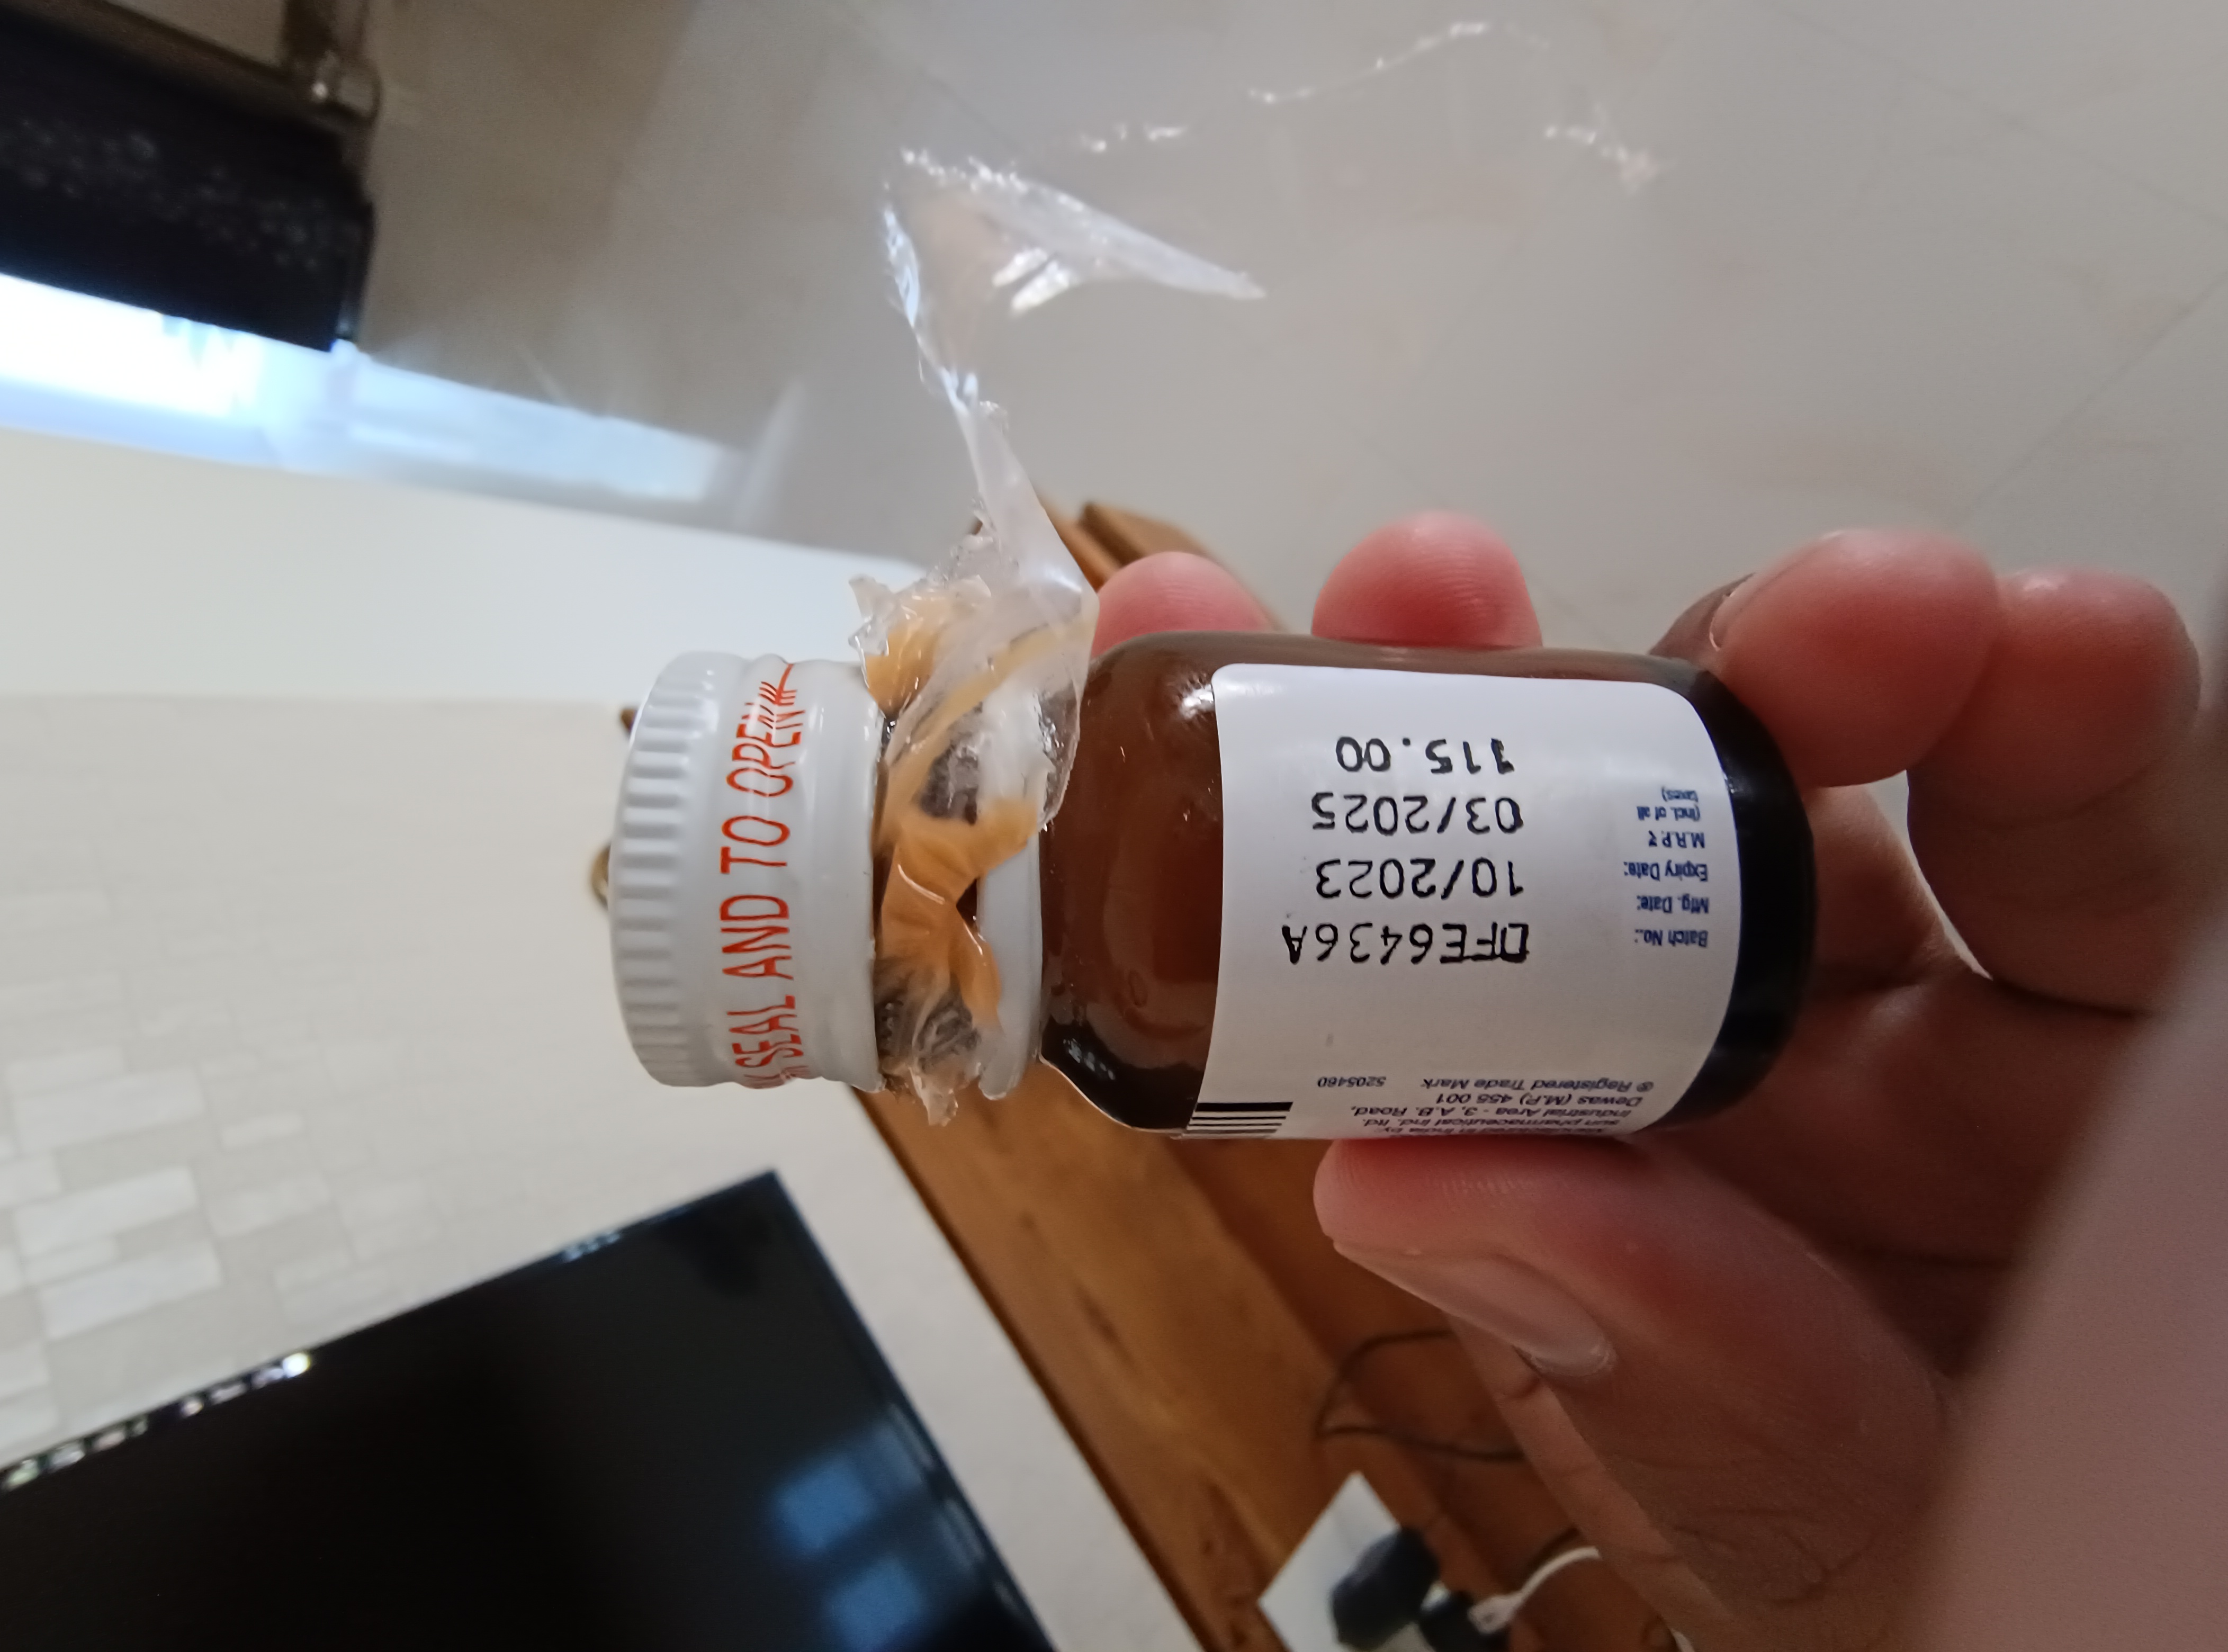 SEAL AND TO OPEN
Industrial Area - 3, A.B. Road,
Dewas (M.P.) 455 001
® Registered Trade Mark 5205460
Batch No.: DFE6436A
Mfg. Date: 10/2023
Expiry Date: 03/2025
M.R.P.₹ 115.00
(Incl. of all
taxes)